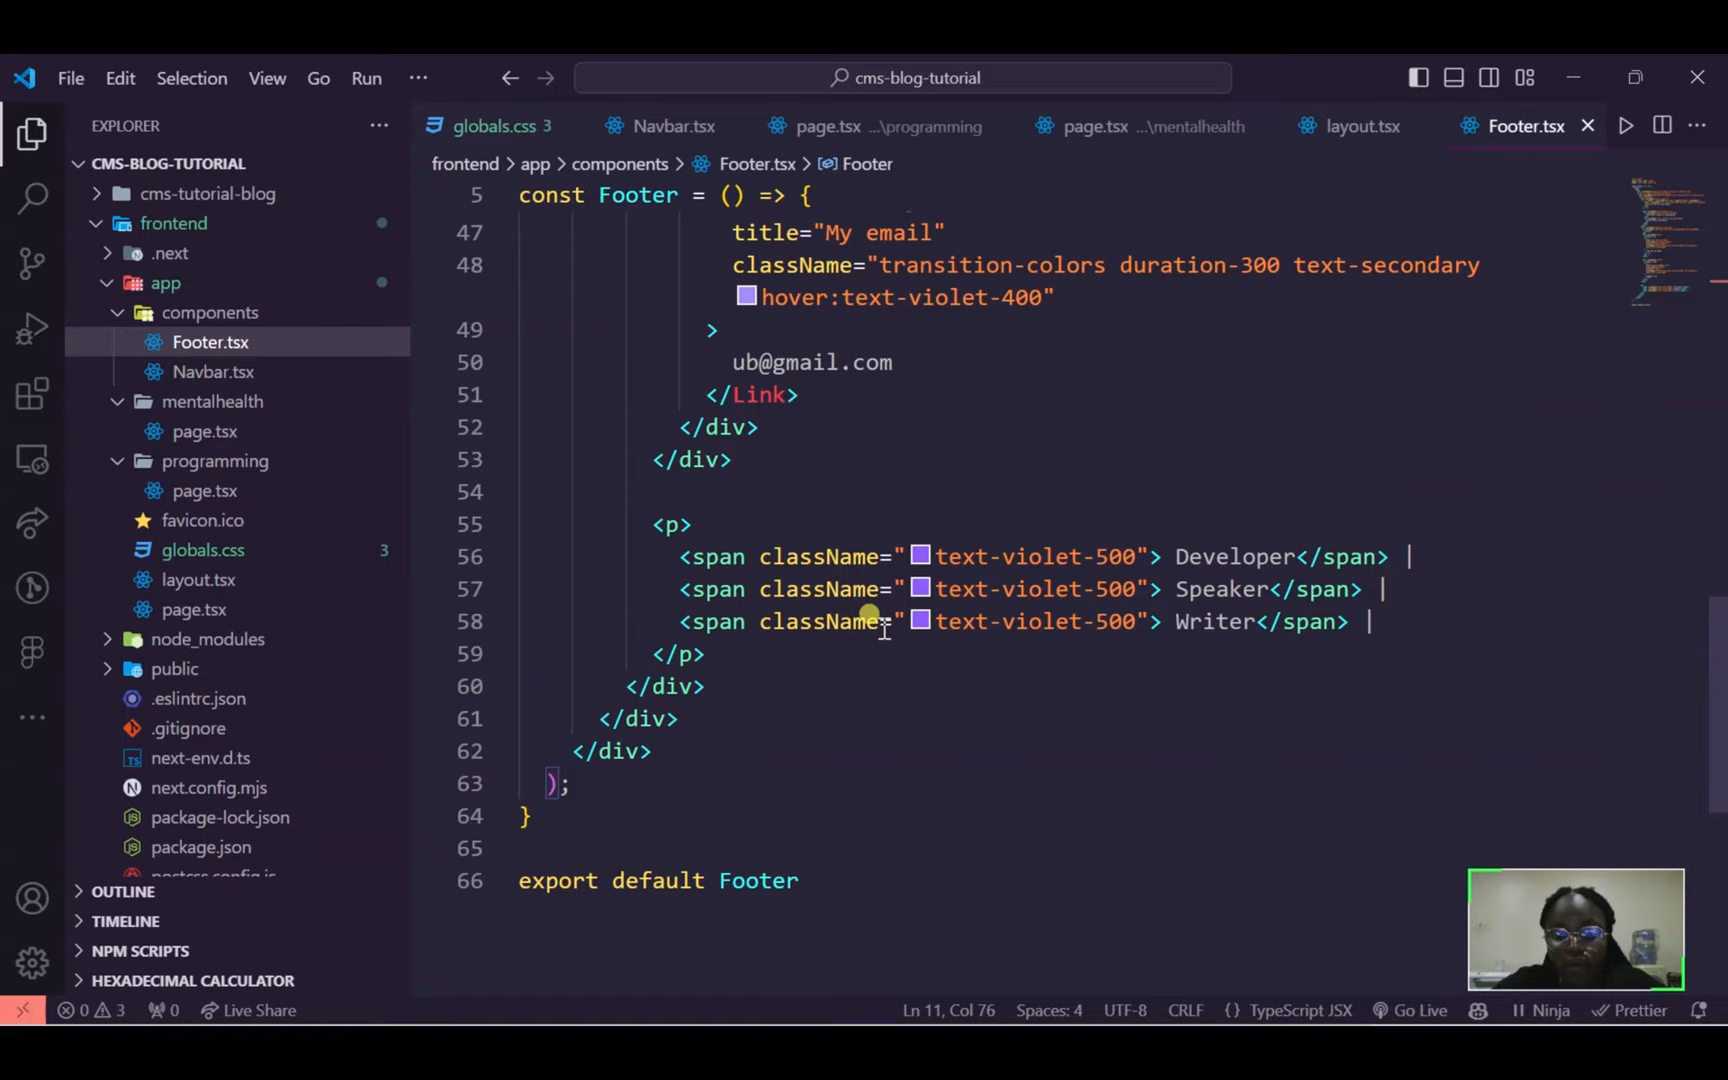 File Edit Selection View Go Run ··· cms-blog-tutorial
EXPLORER
CMS-BLOG-TUTORIAL
cms-tutorial-blog
frontend
.next
app
components
Footer.tsx
Navbar.tsx
mentalhealth
page.tsx
programming
page.tsx
favicon.ico
globals.css 3
layout.tsx
page.tsx
node_modules
public
.eslintrc.json
.gitignore
next-env.d.ts
next.config.mjs
package-lock.json
package.json
postcss.config.js
OUTLINE
TIMELINE
NPM SCRIPTS
HEXADECIMAL CALCULATOR
globals.css 3 Navbar.tsx page.tsx ...\programming page.tsx ...\mentalhealth layout.tsx Footer.tsx
frontend > app > components > Footer.tsx > Footer
5 const Footer = () => {
47 title="My email"
48 className="transition-colors duration-300 text-secondary
hover:text-violet-400"
49 >
50 ub@gmail.com
51 </Link>
52 </div>
53 </div>
54
55 <p>
56 <span className="text-violet-500"> Developer</span> |
57 <span className="text-violet-500"> Speaker</span> |
58 <span className="text-violet-500"> Writer</span> |
59 </p>
60 </div>
61 </div>
62 </div>
63 );
64 }
65
66 export default Footer
0 3 0 Live Share Ln 11, Col 76 Spaces: 4 UTF-8 CRLF {} TypeScript JSX Go Live Ninja Prettier